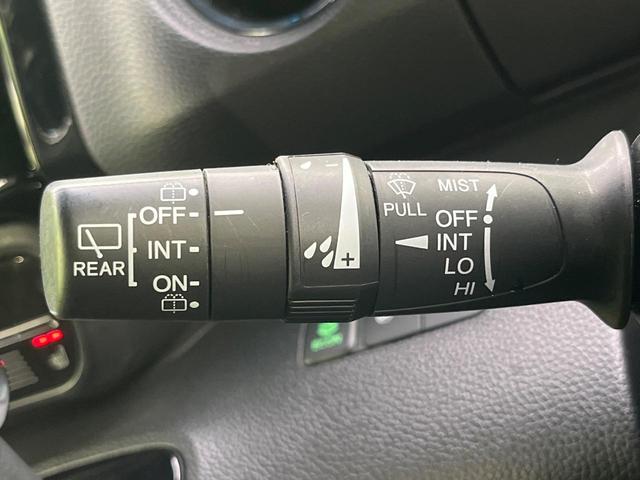 REAR
OFF
INT
ON
- 
+
PULL
MIST
OFF
INT
LO
HI